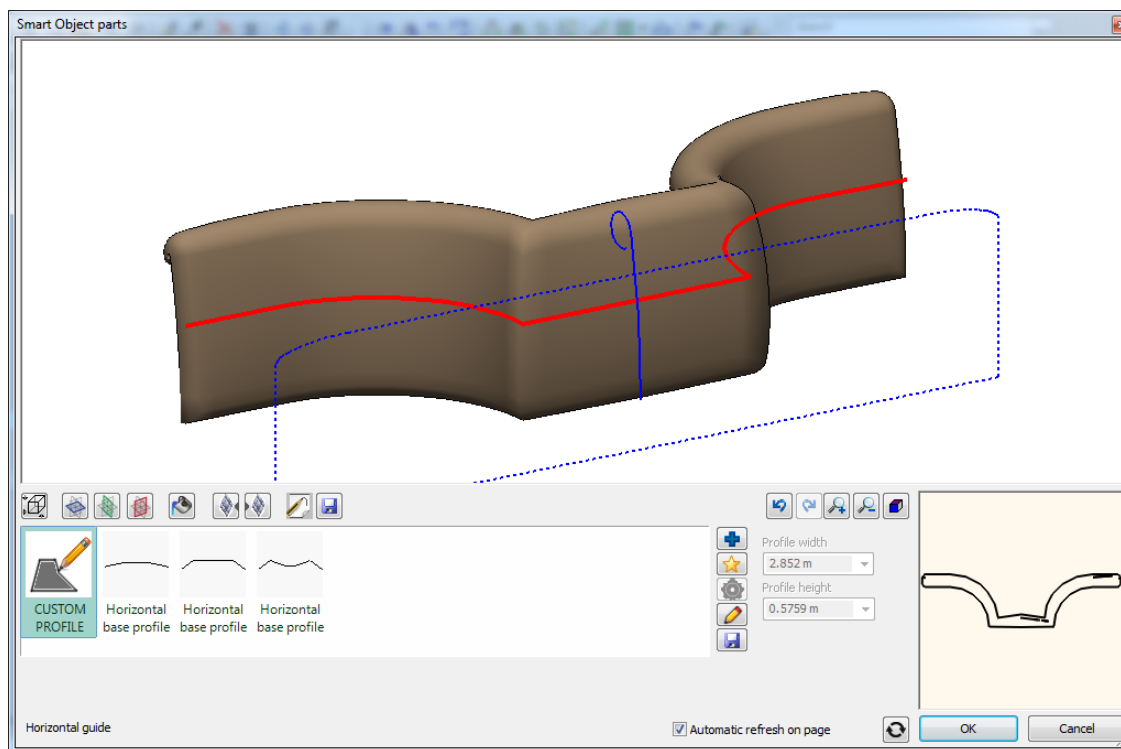 Smart Object parts
CUSTOM
PROFILE
Horizontal
base profile
Horizontal
base profile
Horizontal
base profile
Profile width
2.852 m
Profile height
0.5759 m
Horizontal guide
Automatic refresh on page
OK
Cancel